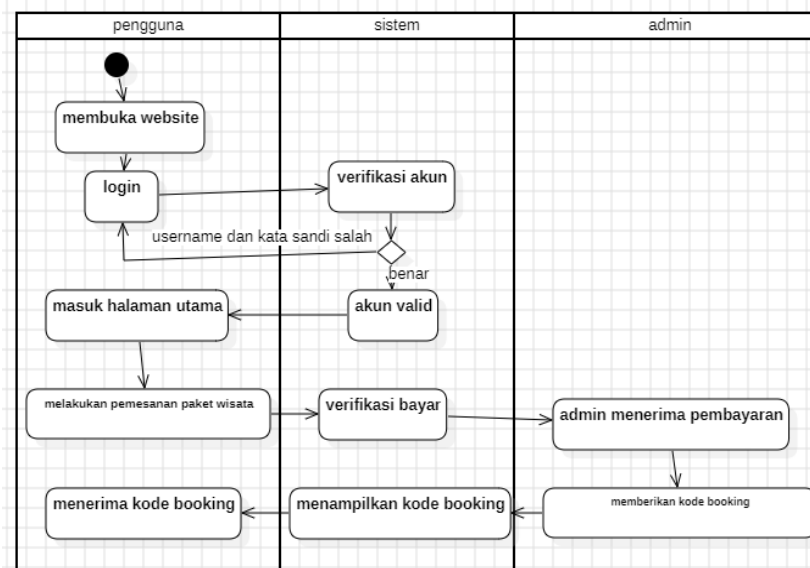 pengguna
sistem
admin
membuka website
login
verifikasi akun
username dan kata sandi salah
benar
masuk halaman utama
akun valid
melakukan pemesanan paket wisata
verifikasi bayar
admin menerima pembayaran
menerima kode booking
menampilkan kode booking
memberikan kode booking